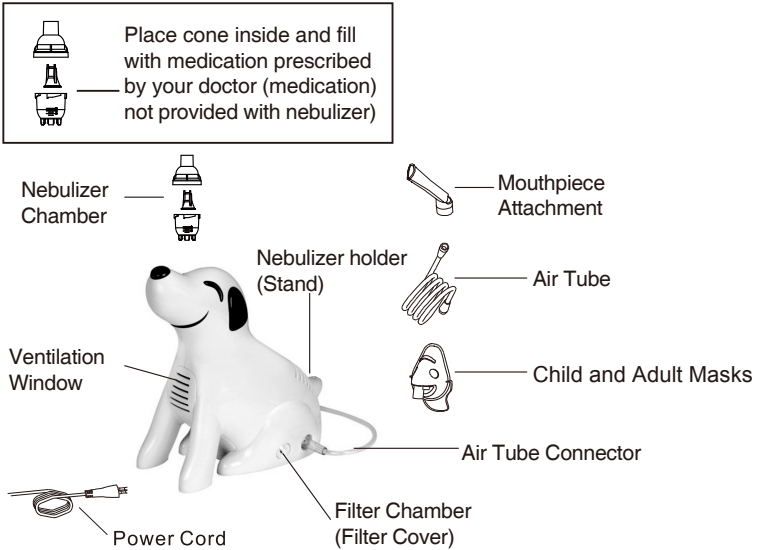 Place cone inside and fill
with medication prescribed
by your doctor (medication)
not provided with nebulizer)
Nebulizer
Chamber
Mouthpiece
Attachment
Nebulizer holder
(Stand)
Air Tube
Ventilation
Window
Child and Adult Masks
Air Tube Connector
Filter Chamber
(Filter Cover)
Power Cord